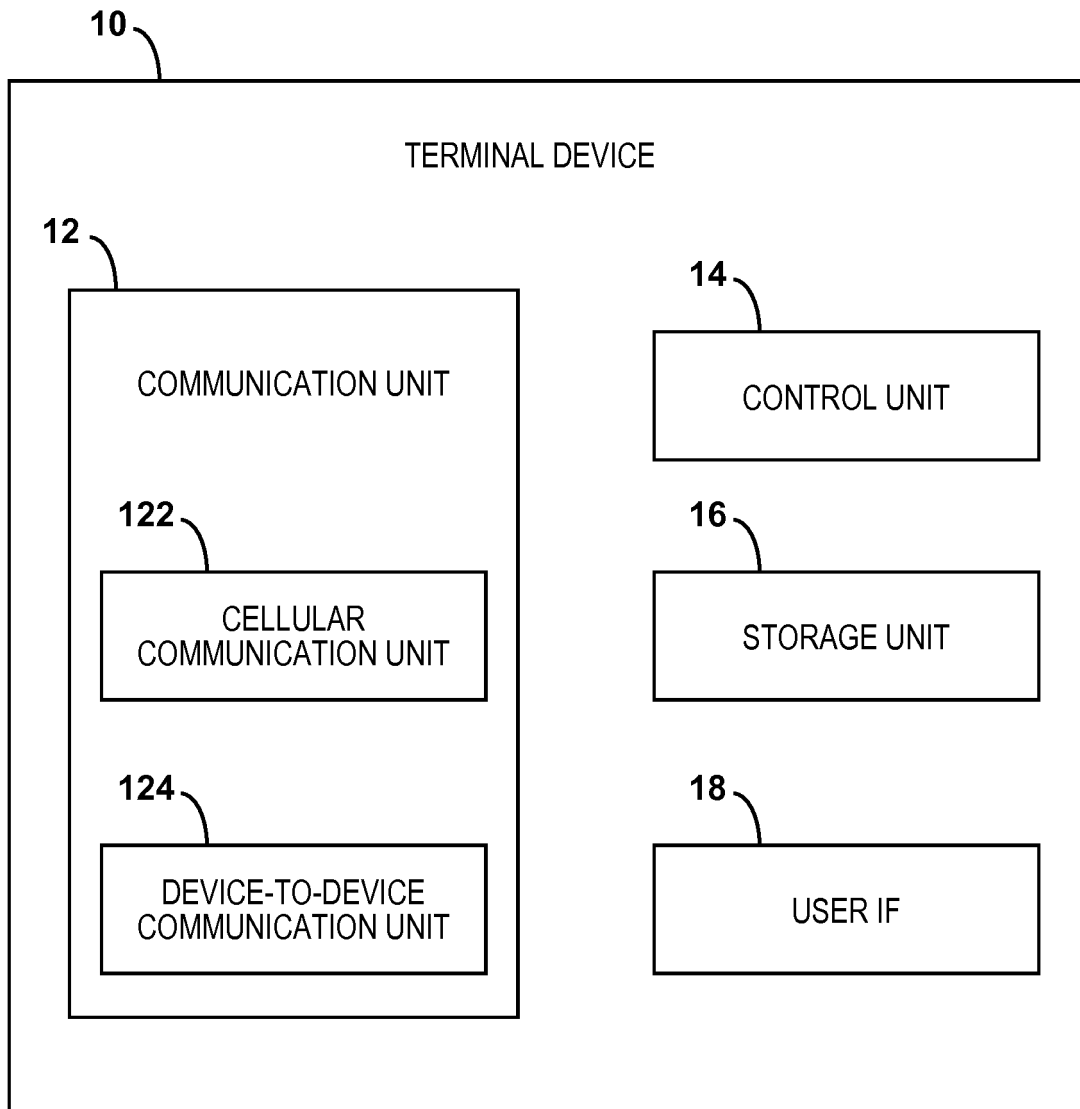 10
TERMINAL DEVICE
12
COMMUNICATION UNIT
122
CELLULAR
COMMUNICATION UNIT
124
DEVICE-TO-DEVICE
COMMUNICATION UNIT
14
CONTROL UNIT
16
STORAGE UNIT
18
USER IF